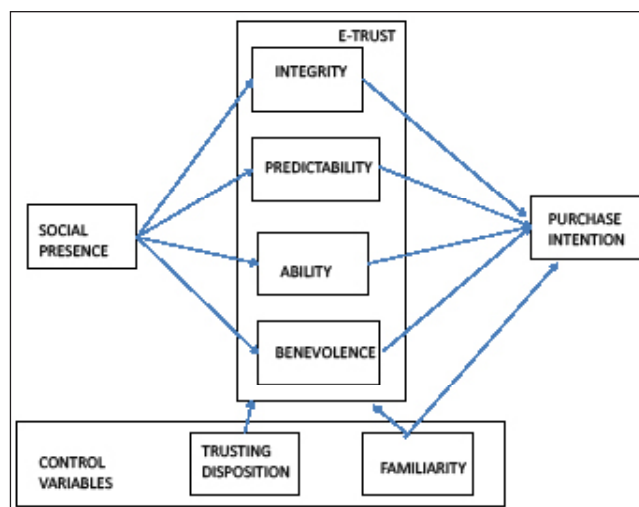 E-TRUST
INTEGRITY
PREDICTABILITY
SOCIAL
PRESENCE
PURCHASE
INTENTION
ABILITY
BENEVOLENCE
CONTROL
VARIABLES
TRUSTING
DISPOSITION
FAMILIARITY